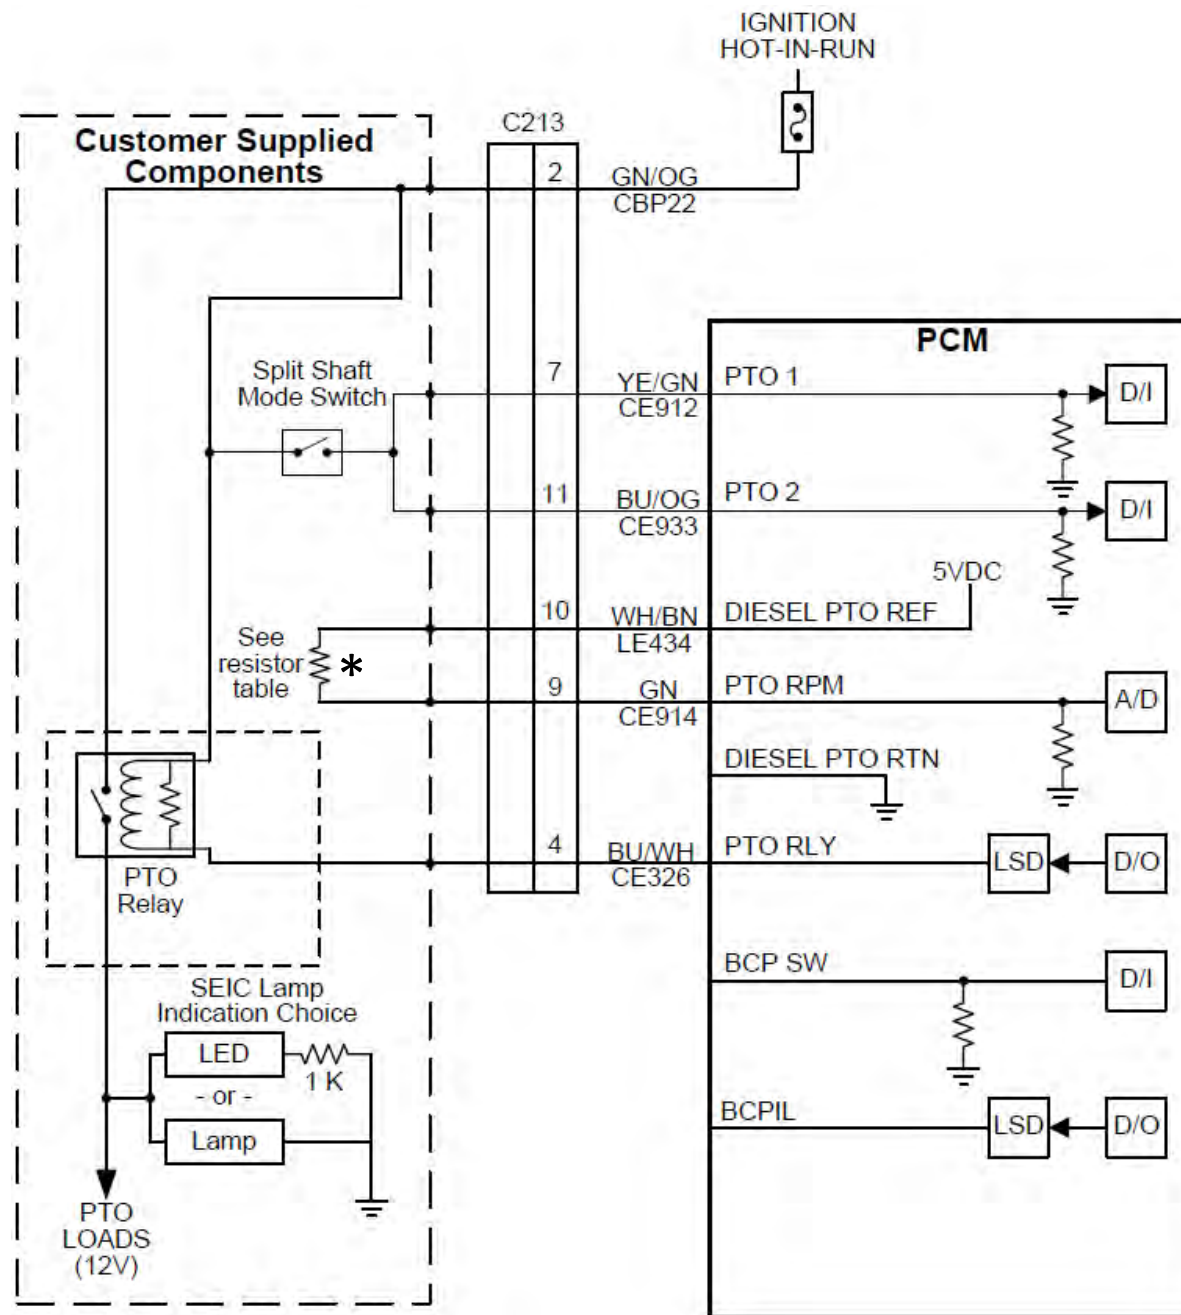 IGNITION
HOT-IN-RUN
C213
Customer Supplied
Components
2
GN/OG
CBP22
PCM
Split Shaft
Mode Switch
7
YE/GN
CE912
PTO 1
D/I
11
BU/OG
CE933
PTO 2
D/I
5VDC
10
WH/BN
LE434
DIESEL PTO REF
See
resistor
table
*
9
GN
CE914
PTO RPM
A/D
DIESEL PTO RTN
4
BU/WH
CE326
PTO RLY
LSD
D/O
PTO
Relay
BCP SW
D/I
SEIC Lamp
Indication Choice
LED
1 K
- or -
Lamp
BCPIL
LSD
D/O
PTO
LOADS
(12V)